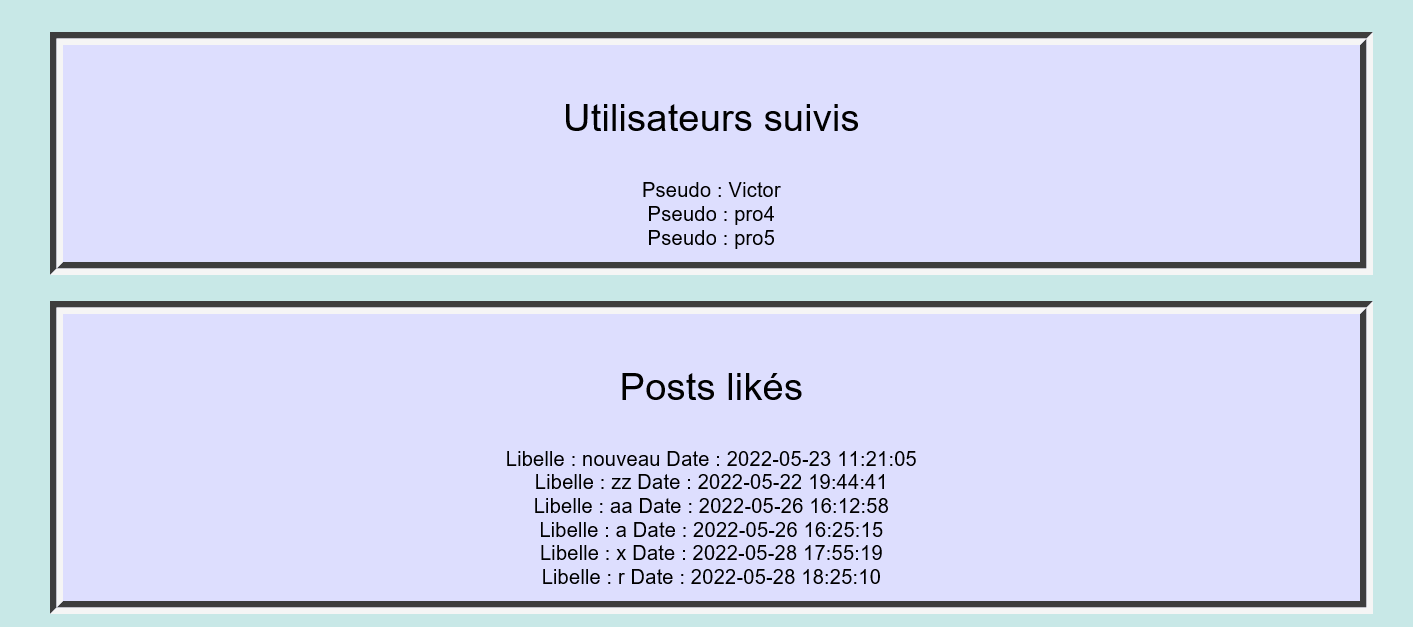 Utilisateurs suivis
Pseudo : Victor
Pseudo : pro4
Pseudo : pro5
Posts likés
Libelle : nouveau Date : 2022-05-23 11:21:05
Libelle : zz Date : 2022-05-22 19:44:41
Libelle : aa Date : 2022-05-26 16:12:58
Libelle : a Date : 2022-05-26 16:25:15
Libelle : x Date : 2022-05-28 17:55:19
Libelle : r Date : 2022-05-28 18:25:10